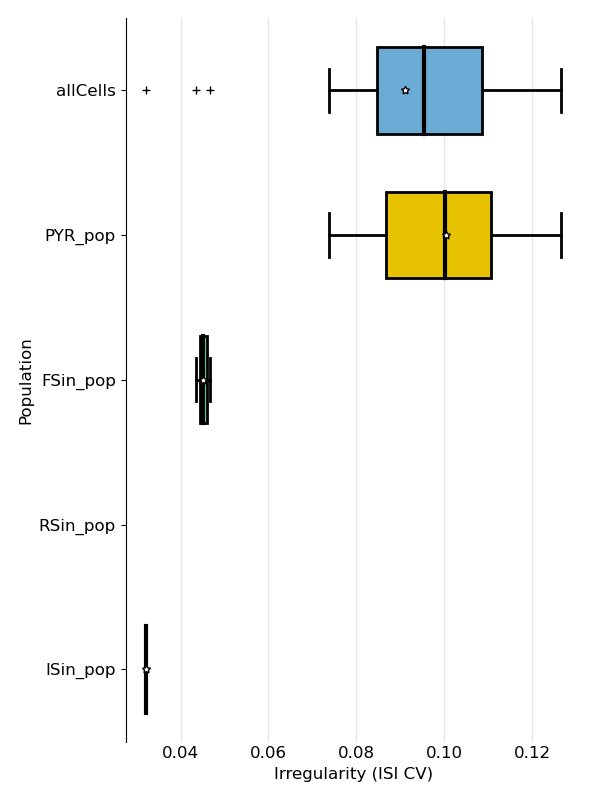 allCells
PYR_pop
FSin_pop
RSin_pop
ISin_pop
Population
0.04 0.06 0.08 0.10 0.12
Irregularity (ISI CV)